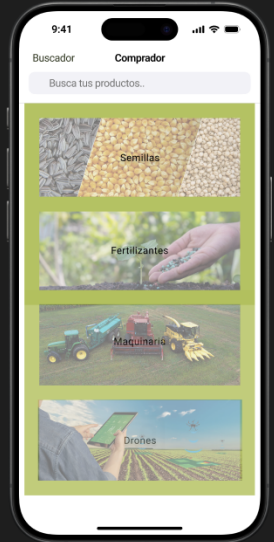 9:41
Buscador
Comprador
Busca tus productos..
Semillas
Fertilizantes
Maquinaria
Drones